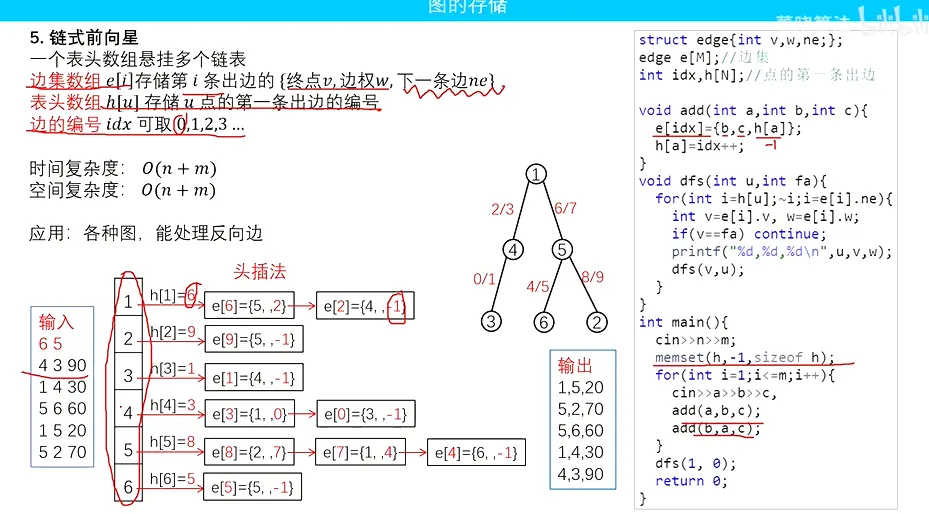 图的存储
bilibili
5. 链式前向星
一个表头数组悬挂多个链表
边集数组 e[i]存储第 i 条出边的 {终点v, 边权w, 下一条边ne}
表头数组 h[u] 存储 u 点的第一条出边的编号
边的编号 idx 可取 0,1,2,3 ...
时间复杂度： O(n + m)
空间复杂度： O(n + m)
应用：各种图，能处理反向边
头插法
输入
6 5
4 3 90
1 4 30
5 6 60
1 5 20
5 2 70
1 h[1]=6 e[6]={5, ,2} e[2]={4, ,-1}
2 h[2]=9 e[9]={5, ,-1}
3 h[3]=1 e[1]={4, ,-1}
4 h[4]=3 e[3]={1, ,0} e[0]={3, ,-1}
5 h[5]=8 e[8]={2, ,7} e[7]={1, ,4} e[4]={6, ,-1}
6 h[6]=5 e[5]={5, ,-1}
1
2/3 6/7
4 5
0/1 4/5 8/9
3 6 2
输出
1,5,20
5,2,70
5,6,60
1,4,30
4,3,90
struct edge{int v,w,ne;};
edge e[M];//边集
int idx,h[N];//点的第一条出边
void add(int a,int b,int c){
e[idx]={b,c,h[a]};
h[a]=idx++; -1
}
void dfs(int u,int fa){
for(int i=h[u];~i;i=e[i].ne){
int v=e[i].v, w=e[i].w;
if(v==fa) continue;
printf("%d,%d,%d\n",u,v,w);
dfs(v,u);
}
}
int main(){
cin>>n>>m;
memset(h,-1,sizeof h);
for(int i=1;i<=m;i++){
cin>>a>>b>>c,
add(a,b,c);
add(b,a,c);
}
dfs(1, 0);
return 0;
}